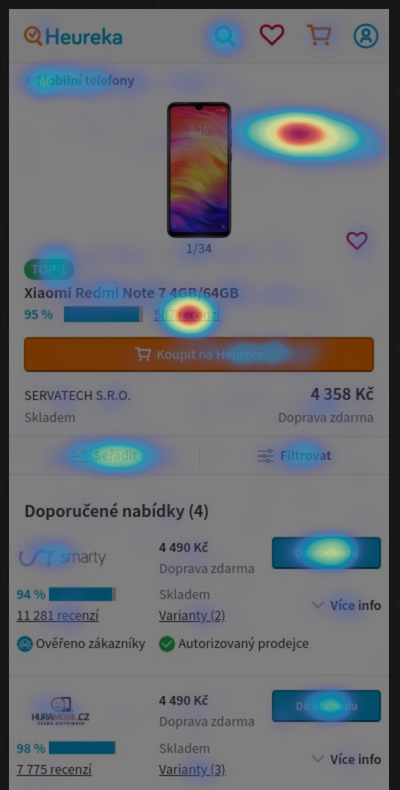 Heureka
< Mobilní telefony
1/34
TOP 1
Xiaomi Redmi Note 7 4GB/64GB
95 % recenzí
Koupit na Heurece
SERVATECH S.R.O. 4 358 Kč
Skladem Doprava zdarma
Seřadit Filtrovat
Doporučené nabídky (4)
smarty 4 490 Kč Do obchodu
Doprava zdarma
94 % Skladem
11 281 recenzí Varianty (2) Více info
Ověřeno zákazníky Autorizovaný prodejce
HURAMOBIL.CZ 4 490 Kč Do obchodu
Doprava zdarma
98 % Skladem
7 775 recenzí Varianty (3) Více info